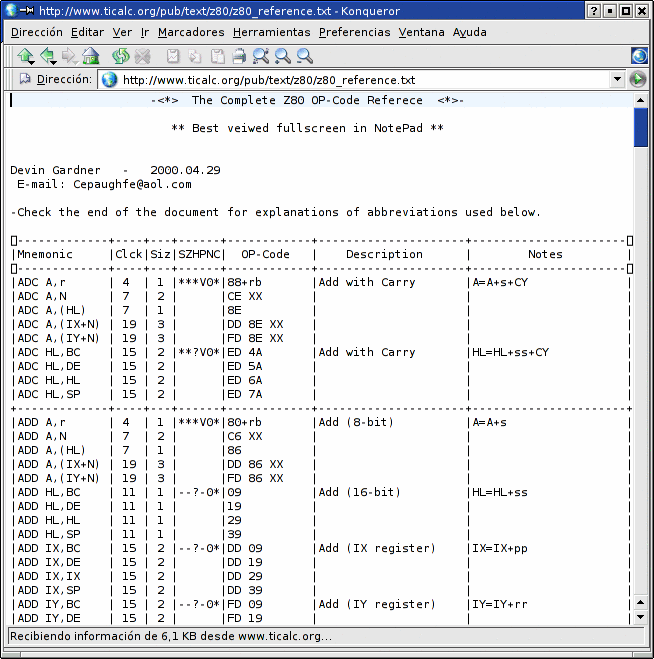 http://www.ticalc.org/pub/text/z80/z80_reference.txt - Konqueror
Dirección Editar Ver Ir Marcadores Herramientas Preferencias Ventana Ayuda
Dirección: http://www.ticalc.org/pub/text/z80/z80_reference.txt
-<*>  The Complete Z80 OP-Code Referece  <*>-
** Best veiwed fullscreen in NotePad **
Devin Gardner   -   2000.04.29
E-mail: Cepaughfe@aol.com
-Check the end of the document for explanations of abbreviations used below.
-------------+----+---+------+------------+---------------------+----------------------
|Mnemonic    |Clck|Siz|SZHPNC|  OP-Code   |    Description      |        Notes         |
-------------+----+---+------+------------+---------------------+----------------------
|ADC A,r     | 4  | 1 |***V0*|88+rb       |Add with Carry       |A=A+s+CY              |
|ADC A,N     | 7  | 2 |      |CE XX       |                     |                      |
|ADC A,(HL)  | 7  | 1 |      |8E          |                     |                      |
|ADC A,(IX+N)| 19 | 3 |      |DD 8E XX    |                     |                      |
|ADC A,(IY+N)| 19 | 3 |      |FD 8E XX    |                     |                      |
|ADC HL,BC   | 15 | 2 |**?V0*|ED 4A       |Add with Carry       |HL=HL+ss+CY           |
|ADC HL,DE   | 15 | 2 |      |ED 5A       |                     |                      |
|ADC HL,HL   | 15 | 2 |      |ED 6A       |                     |                      |
|ADC HL,SP   | 15 | 2 |      |ED 7A       |                     |                      |
+------------+----+---+------+------------+---------------------+----------------------+
|ADD A,r     | 4  | 1 |***V0*|80+rb       |Add (8-bit)          |A=A+s                 |
|ADD A,N     | 7  | 2 |      |C6 XX       |                     |                      |
|ADD A,(HL)  | 7  | 1 |      |86          |                     |                      |
|ADD A,(IX+N)| 19 | 3 |      |DD 86 XX    |                     |                      |
|ADD A,(IY+N)| 19 | 3 |      |FD 86 XX    |                     |                      |
|ADD HL,BC   | 11 | 1 |--?-0*|09          |Add (16-bit)         |HL=HL+ss              |
|ADD HL,DE   | 11 | 1 |      |19          |                     |                      |
|ADD HL,HL   | 11 | 1 |      |29          |                     |                      |
|ADD HL,SP   | 11 | 1 |      |39          |                     |                      |
|ADD IX,BC   | 15 | 2 |--?-0*|DD 09       |Add (IX register)    |IX=IX+pp              |
|ADD IX,DE   | 15 | 2 |      |DD 19       |                     |                      |
|ADD IX,IX   | 15 | 2 |      |DD 29       |                     |                      |
|ADD IX,SP   | 15 | 2 |      |DD 39       |                     |                      |
|ADD IY,BC   | 15 | 2 |--?-0*|FD 09       |Add (IY register)    |IY=IY+rr              |
|ADD IY,DE   | 15 | 2 |      |FD 19       |                     |                      |
Recibiendo información de 6,1 KB desde www.ticalc.org...